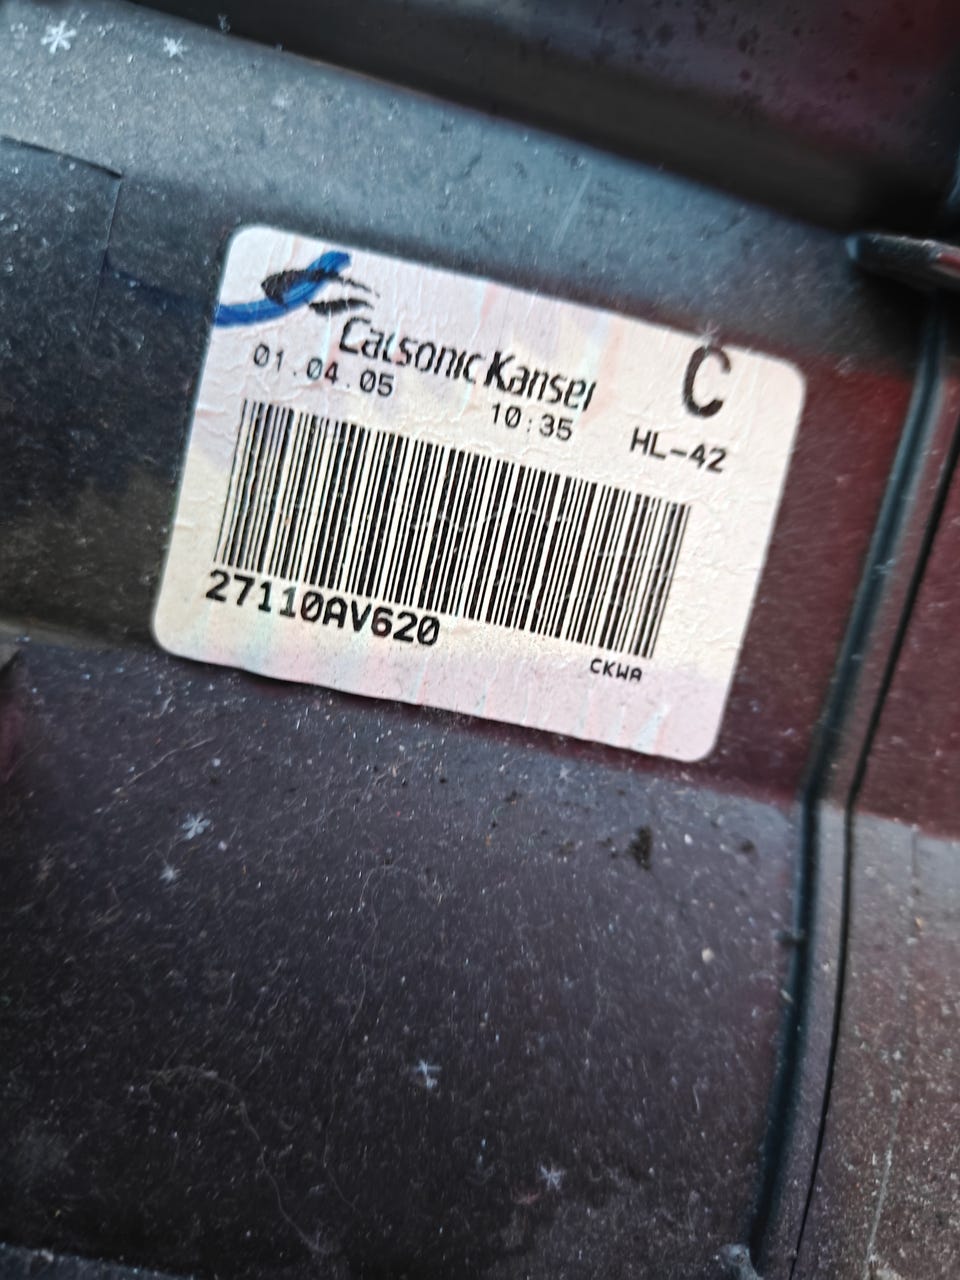 Calsonic Kansei
C
01.04.05
10:35
HL-42
27110AV620
CKWA